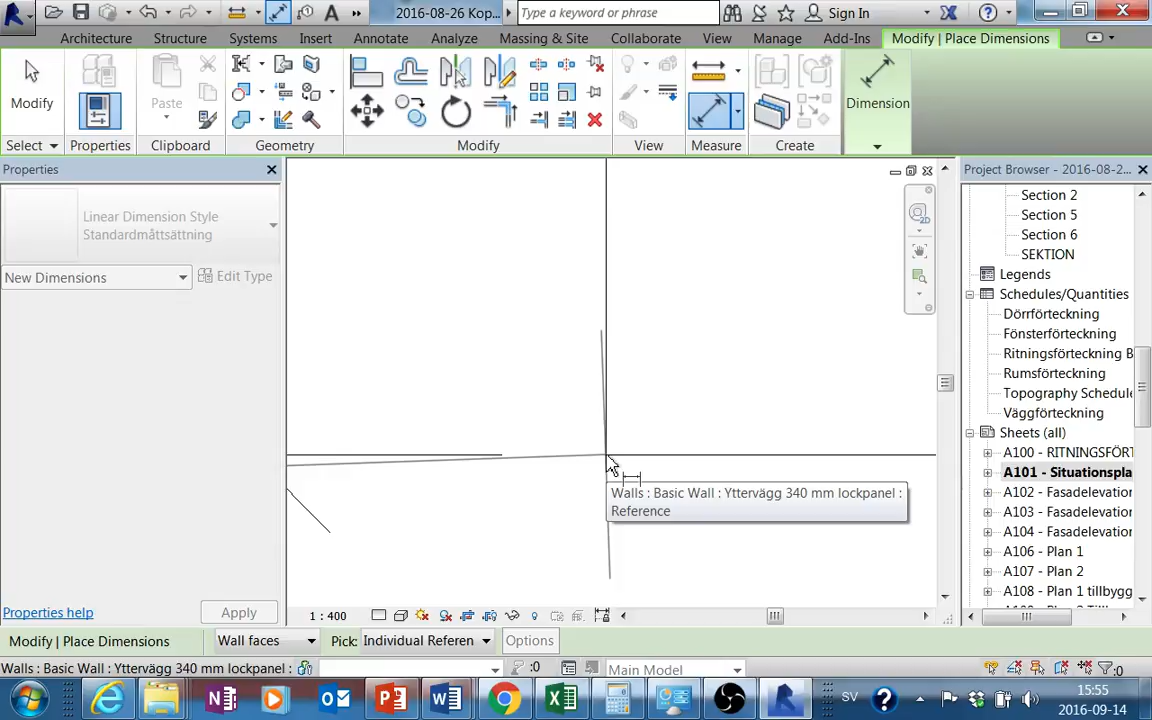 2016-08-26 Kop...
Type a keyword or phrase
Sign In
Architecture
Structure
Systems
Insert
Annotate
Analyze
Massing & Site
Collaborate
View
Manage
Add-Ins
Modify | Place Dimensions
Modify
Paste
Dimension
Select
Properties
Clipboard
Geometry
Modify
View
Measure
Create
Properties
Linear Dimension Style
Standardmåttsättning
New Dimensions
Edit Type
Properties help
Apply
2D
Walls : Basic Wall : Yttervägg 340 mm lockpanel :
Reference
1 : 400
Project Browser - 2016-08-2...
Section 2
Section 5
Section 6
SEKTION
Legends
Schedules/Quantities
Dörrförteckning
Fönsterförteckning
Ritningsförteckning B
Rumsförteckning
Topography Schedule
Väggförteckning
Sheets (all)
A100 - RITNINGSFÖRT
A101 - Situationspla
A102 - Fasadelevation
A103 - Fasadelevation
A104 - Fasadelevation
A106 - Plan 1
A107 - Plan 2
A108 - Plan 1 tillbygg
Modify | Place Dimensions
Wall faces
Pick:
Individual Referen
Options
Walls : Basic Wall : Yttervägg 340 mm lockpanel :
:0
Main Model
:0
SV
15:55
2016-09-14